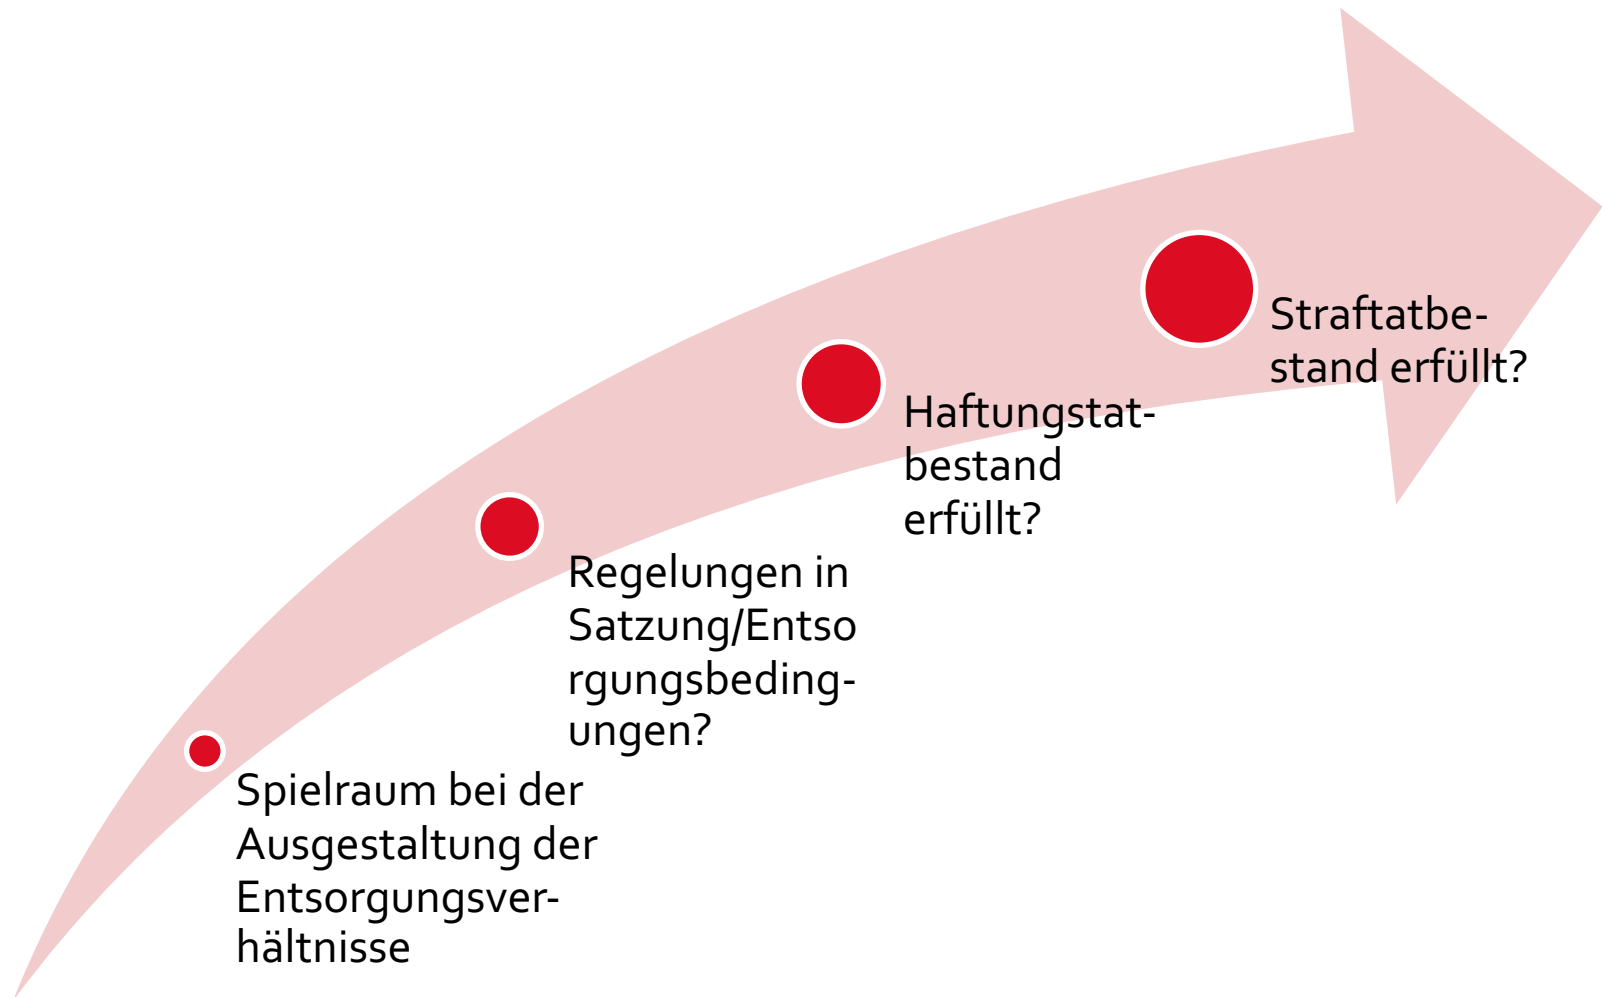 Spielraum bei der
Ausgestaltung der
Entsorgungsver-
hältnisse
Regelungen in
Satzung/Entso
rgungsbeding-
ungen?
Haftungstat-
bestand
erfüllt?
Straftatbe-
stand erfüllt?